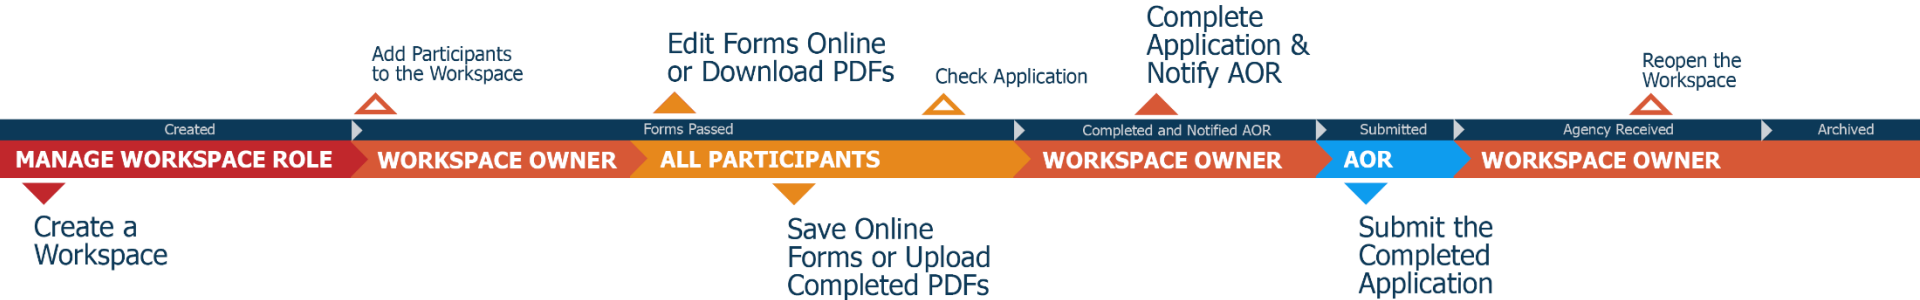 Add Participants
to the Workspace
Edit Forms Online
or Download PDFs
Check Application
Complete
Application &
Notify AOR
Reopen the
Workspace
Created
Forms Passed
Completed and Notified AOR
Submitted
Agency Received
Archived
MANAGE WORKSPACE ROLE
WORKSPACE OWNER
ALL PARTICIPANTS
WORKSPACE OWNER
AOR
WORKSPACE OWNER
Create a
Workspace
Save Online
Forms or Upload
Completed PDFs
Submit the
Completed
Application